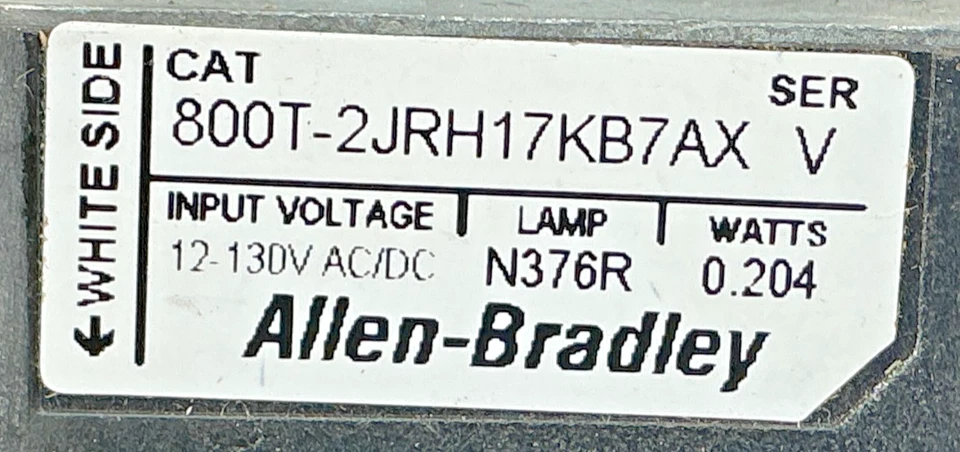 ← WHITE SIDE
CAT
SER
800T-2JRH17KB7AX V
INPUT VOLTAGE LAMP WATTS
12-130V AC/DC N376R 0.204
Allen-Bradley